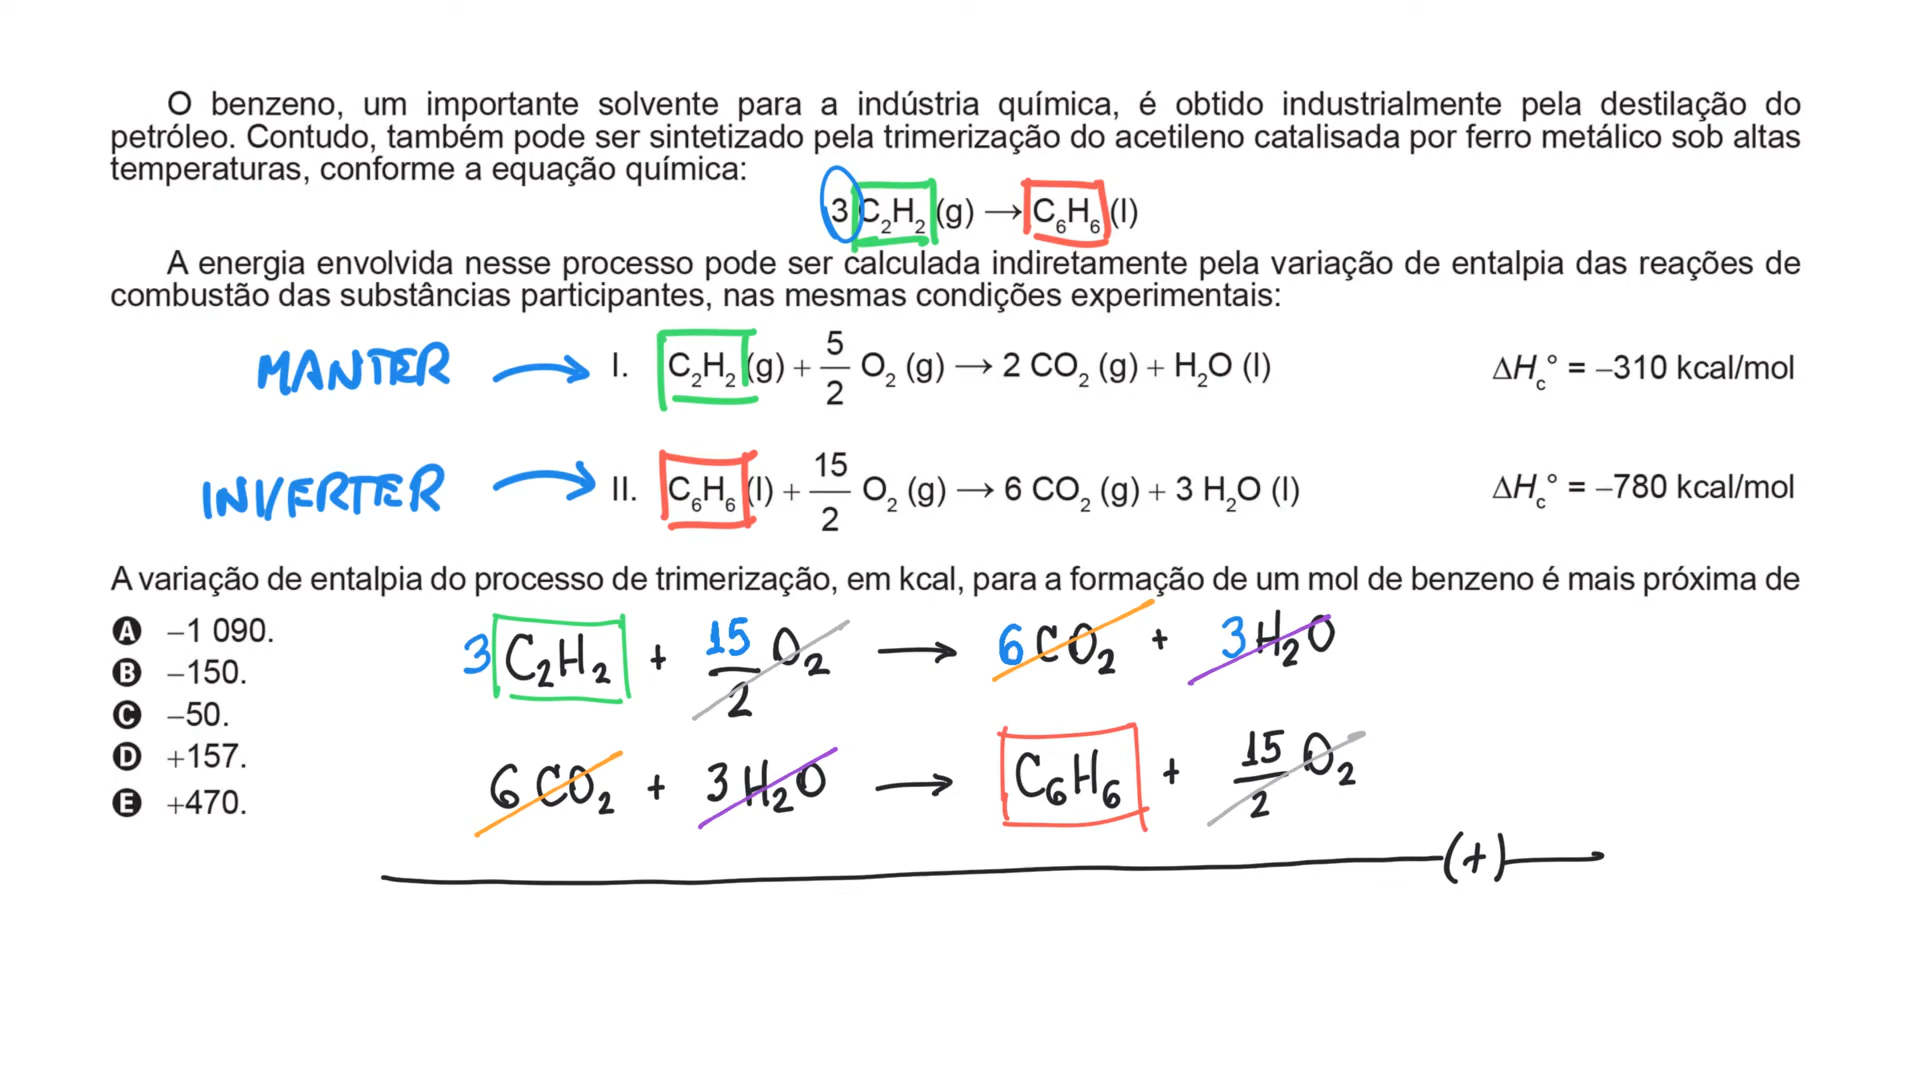 O benzeno, um importante solvente para a indústria química, é obtido industrialmente pela destilação do
petróleo. Contudo, também pode ser sintetizado pela trimerização do acetileno catalisada por ferro metálico sob altas
temperaturas, conforme a equação química:
3 C₂H₂ (g) → C₆H₆ (l)
A energia envolvida nesse processo pode ser calculada indiretamente pela variação de entalpia das reações de
combustão das substâncias participantes, nas mesmas condições experimentais:
MANTER → I. C₂H₂ (g) + 5/2 O₂ (g) → 2 CO₂ (g) + H₂O (l) ΔH꜀° = –310 kcal/mol
INVERTER → II. C₆H₆ (l) + 15/2 O₂ (g) → 6 CO₂ (g) + 3 H₂O (l) ΔH꜀° = –780 kcal/mol
A variação de entalpia do processo de trimerização, em kcal, para a formação de um mol de benzeno é mais próxima de
A –1 090.
B –150.
C –50.
D +157.
E +470.
3 C₂H₂ + 15/2 O₂ → 6 CO₂ + 3 H₂O
6 CO₂ + 3 H₂O → C₆H₆ + 15/2 O₂
(+)